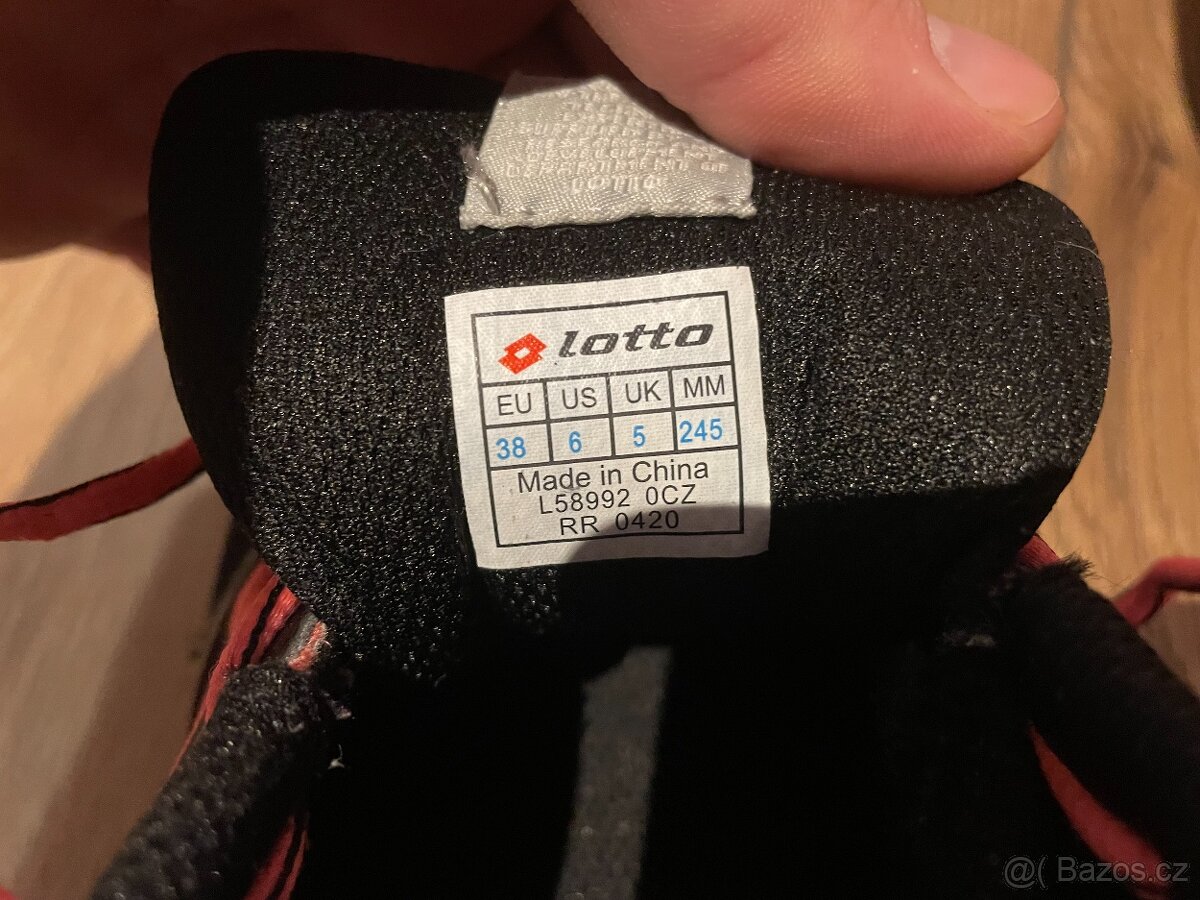 lotto
EU US UK MM
38 6 5 245
Made in China
L58992 0CZ
RR 0420
@( Bazos.cz